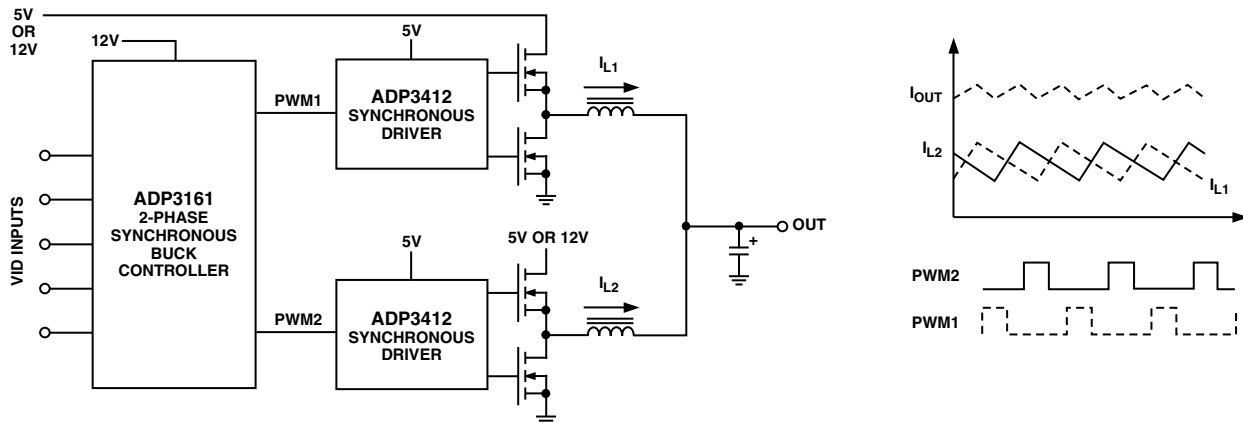 5V
OR
12V
12V
5V
ADP3412
SYNCHRONOUS
DRIVER
PWM1
IL1
VID INPUTS
ADP3161
2-PHASE
SYNCHRONOUS
BUCK
CONTROLLER
+
OUT
5V
5V OR 12V
ADP3412
SYNCHRONOUS
DRIVER
PWM2
IL2
IOUT
IL2
IL1
PWM2
PWM1